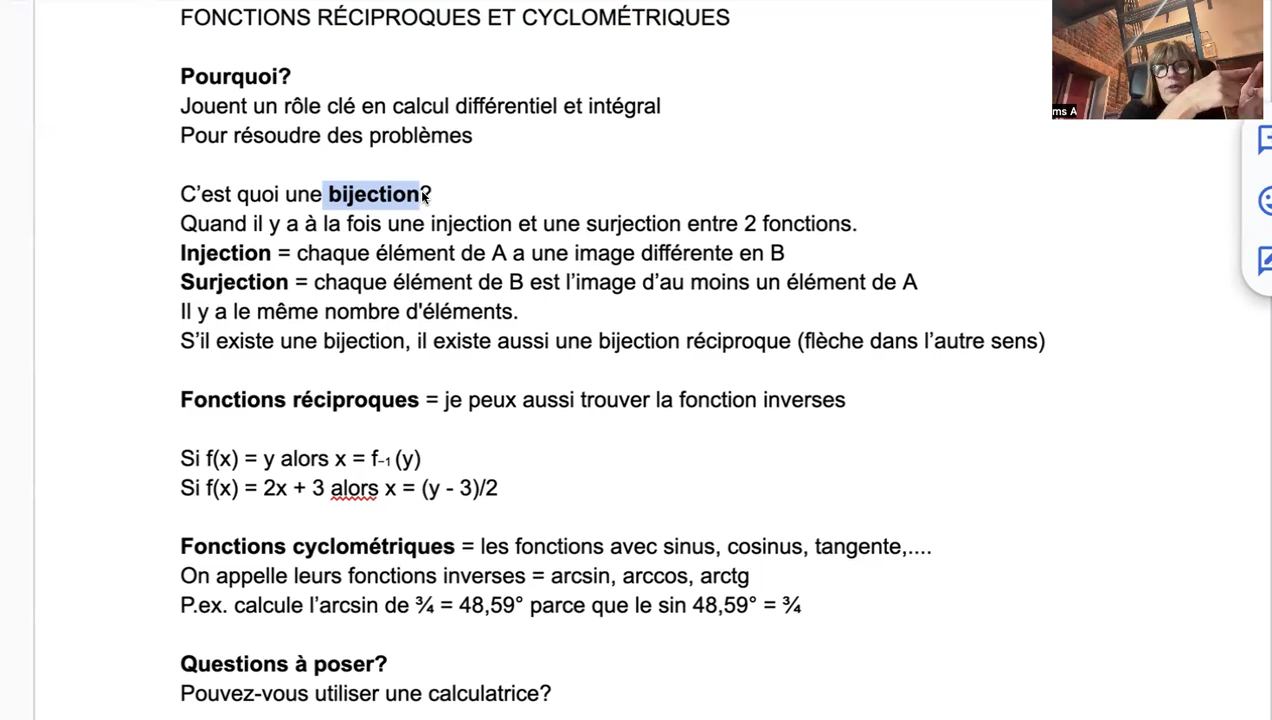 FONCTIONS RÉCIPROQUES ET CYCLOMÉTRIQUES
Pourquoi?
Jouent un rôle clé en calcul différentiel et intégral
Pour résoudre des problèmes
C'est quoi une bijection?
Quand il y a à la fois une injection et une surjection entre 2 fonctions.
Injection = chaque élément de A a une image différente en B
Surjection = chaque élément de B est l'image d'au moins un élément de A
Il y a le même nombre d'éléments.
S'il existe une bijection, il existe aussi une bijection réciproque (flèche dans l'autre sens)
Fonctions réciproques = je peux aussi trouver la fonction inverses
Si f(x) = y alors x = f₋₁ (y)
Si f(x) = 2x + 3 alors x = (y - 3)/2
Fonctions cyclométriques = les fonctions avec sinus, cosinus, tangente,....
On appelle leurs fonctions inverses = arcsin, arccos, arctg
P.ex. calcule l'arcsin de ¾ = 48,59° parce que le sin 48,59° = ¾
Questions à poser?
Pouvez-vous utiliser une calculatrice?
ms A